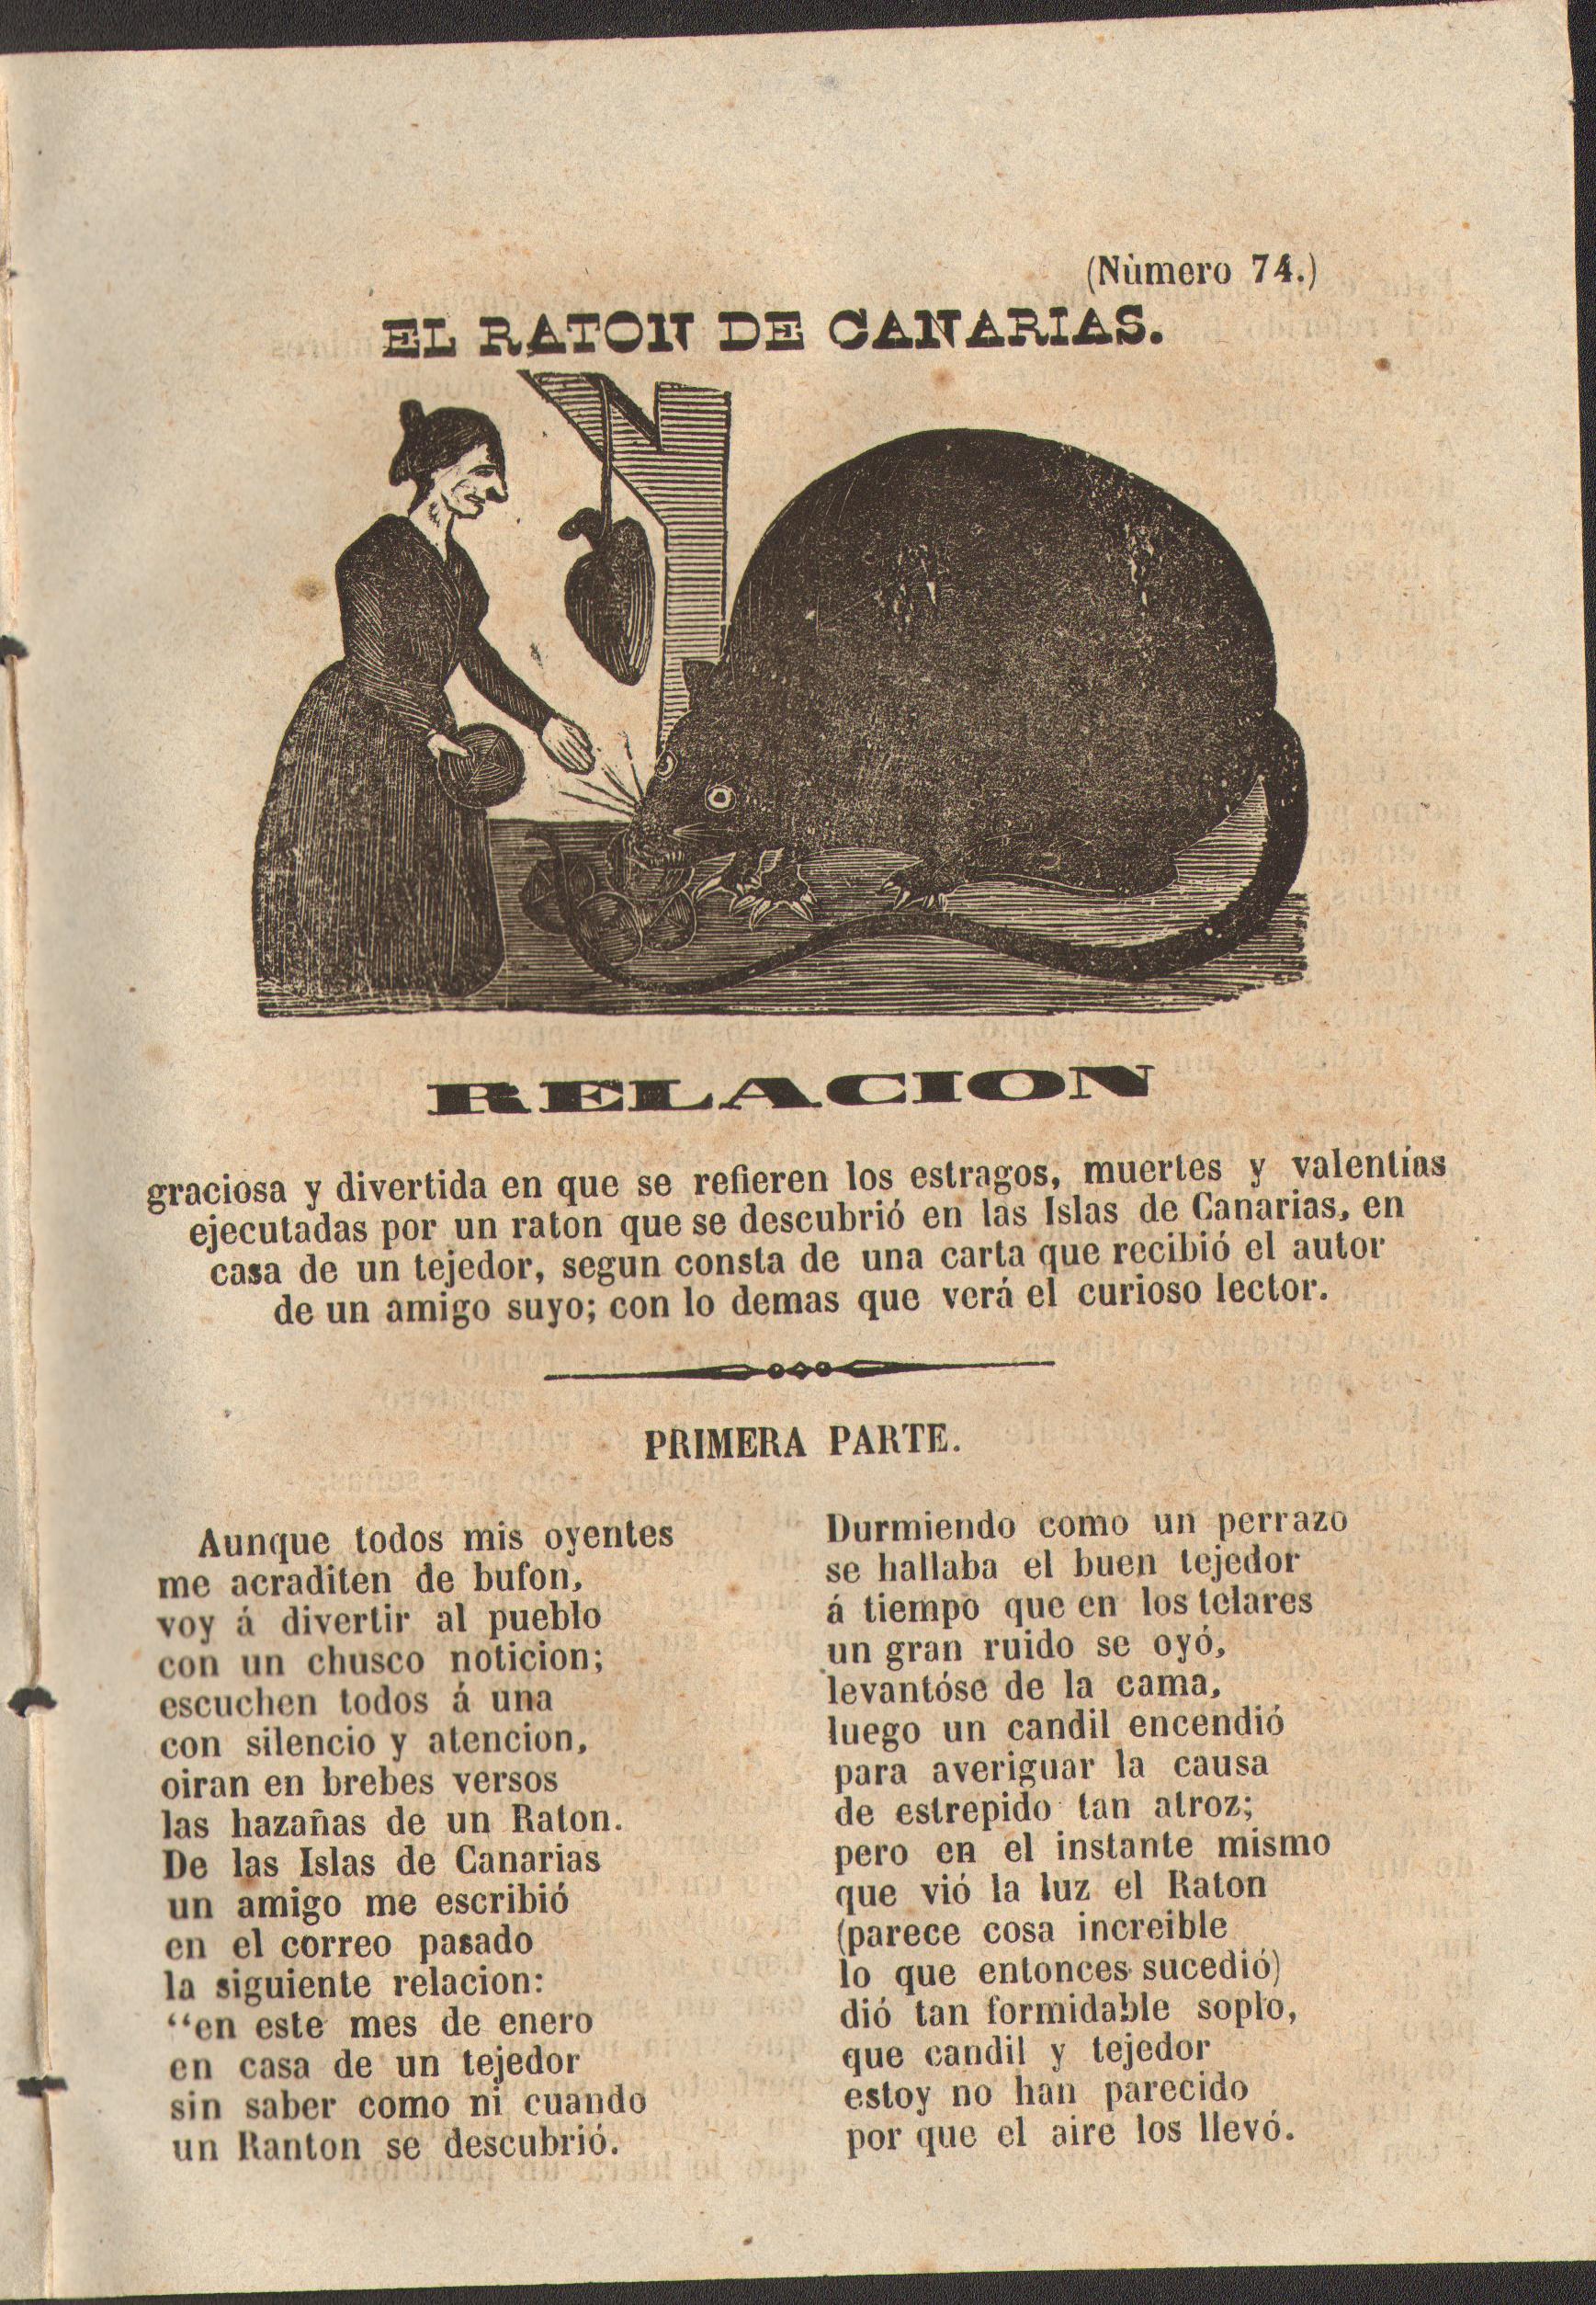 (Nùmero 74.)
EL RATON DE CANARIAS.
RELACION
graciosa y divertida en que se refieren los estragos, muertes y valentías
ejecutadas por un raton que se descubrió en las Islas de Canarias, en
casa de un tejedor, segun consta de una carta que recibió el autor
de un amigo suyo; con lo demas que verá el curioso lector.
PRIMERA PARTE.
Aunque todos mis oyentes
me acraditen de bufon,
voy á divertir al pueblo
con un chusco noticion;
escuchen todos á una
con silencio y atencion,
oiran en brebes versos
las hazañas de un Raton.
De las Islas de Canarias
un amigo me escribió
en el correo pasado
la siguiente relacion:
“en este mes de enero
en casa de un tejedor
sin saber como ni cuando
un Ranton se descubrió.
Durmiendo como un perrazo
se hallaba el buen tejedor
á tiempo que en los telares
un gran ruido se oyó,
levantóse de la cama,
luego un candil encendió
para averiguar la causa
de estrepido tan atroz;
pero en el instante mismo
que vió la luz el Raton
(parece cosa increible
lo que entonces sucedió)
dió tan formidable soplo,
que candil y tejedor
estoy no han parecido
por que el aire los llevó.